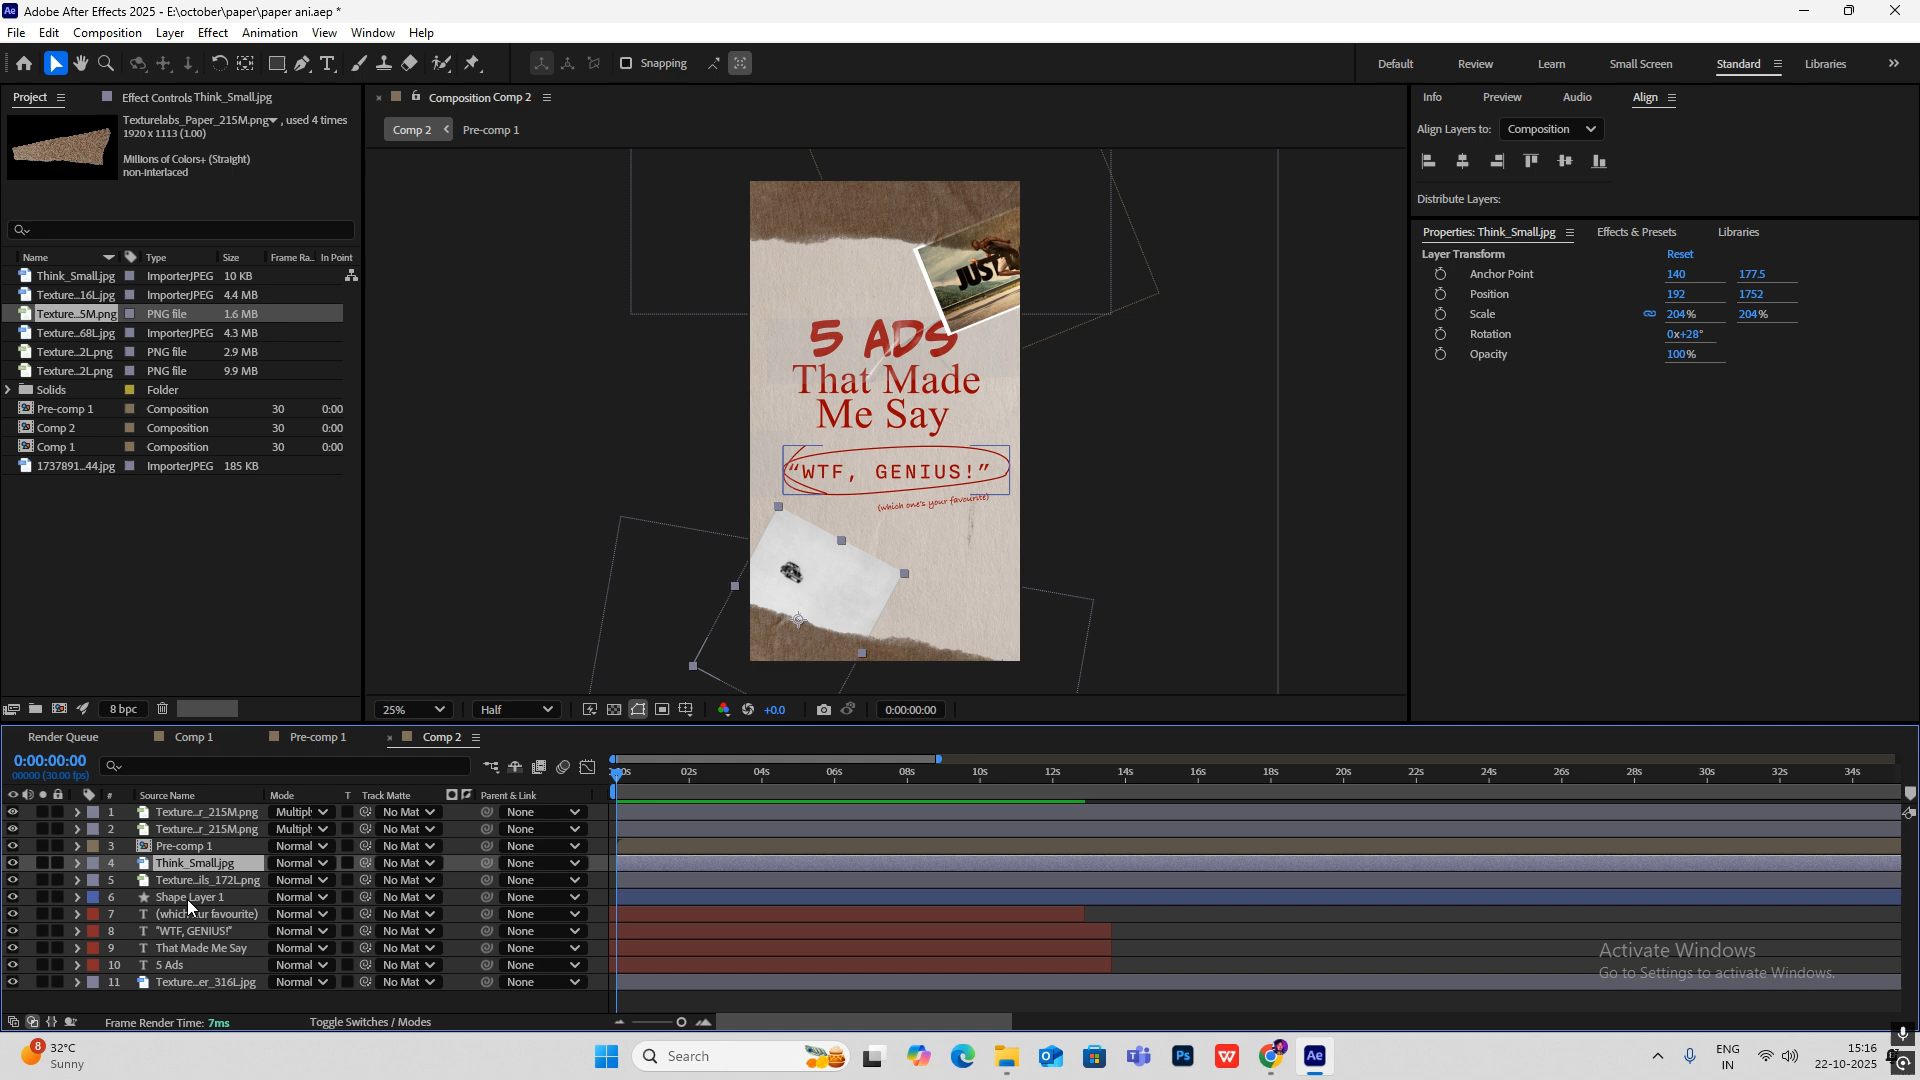 Adobe After Effects 2025 - E:\october\paper\paper ani.aep *
File Edit Composition Layer Effect Animation View Window Help
Snapping
Default Review Learn Small Screen Standard Libraries
Project Effect Controls Think_Small.jpg
Texturelabs_Paper_215M.png , used 4 times
1920 x 1113 (1.00)
Millions of Colors+ (Straight)
non-interlaced
Name Type Size Frame Ra... In Point
Think_Small.jpg ImporterJPEG 10 KB
Texture...16L.jpg ImporterJPEG 4.4 MB
Texture...5M.png PNG file 1.6 MB
Texture...68L.jpg ImporterJPEG 4.3 MB
Texture...2L.png PNG file 2.9 MB
Texture...2L.png PNG file 9.9 MB
Solids Folder
Pre-comp 1 Composition 30 0:00
Comp 2 Composition 30 0:00
Comp 1 Composition 30 0:00
1737891...44.jpg ImporterJPEG 185 KB
8 bpc
Composition Comp 2
Comp 2 Pre-comp 1
JUST
5 ADS
That Made
Me Say
“WTF, GENIUS!”
(which one's your favourite)
25% Half +0.0 0:00:00:00
Info Preview Audio Align
Align Layers to: Composition
Distribute Layers:
Properties: Think_Small.jpg Effects & Presets Libraries
Layer Transform Reset
Anchor Point 140 177.5
Position 192 1752
Scale 204% 204%
Rotation 0x+28°
Opacity 100%
Render Queue Comp 1 Pre-comp 1 Comp 2
0:00:00:00
00000 (30.00 fps)
02s 04s 06s 08s 10s 12s 14s 16s 18s 20s 22s 24s 26s 28s 30s 32s 34s
# Source Name Mode T Track Matte Parent & Link
1 Texture...r_215M.png Multipl No Mat None
2 Texture...r_215M.png Multipl No Mat None
3 Pre-comp 1 Normal No Mat None
4 Think_Small.jpg Normal No Mat None
5 Texture...ils_172L.png Normal No Mat None
6 Shape Layer 1 Normal No Mat None
7 T (which ur favourite) Normal No Mat None
8 T "WTF, GENIUS!" Normal No Mat None
9 T That Made Me Say Normal No Mat None
10 T 5 Ads Normal No Mat None
11 Texture...er_316L.jpg Normal No Mat None
Activate Windows
Go to Settings to activate Windows.
Frame Render Time: 7ms Toggle Switches / Modes
8 32°C
Sunny
Search
Ps Ae
ENG
IN
15:16
22-10-2025